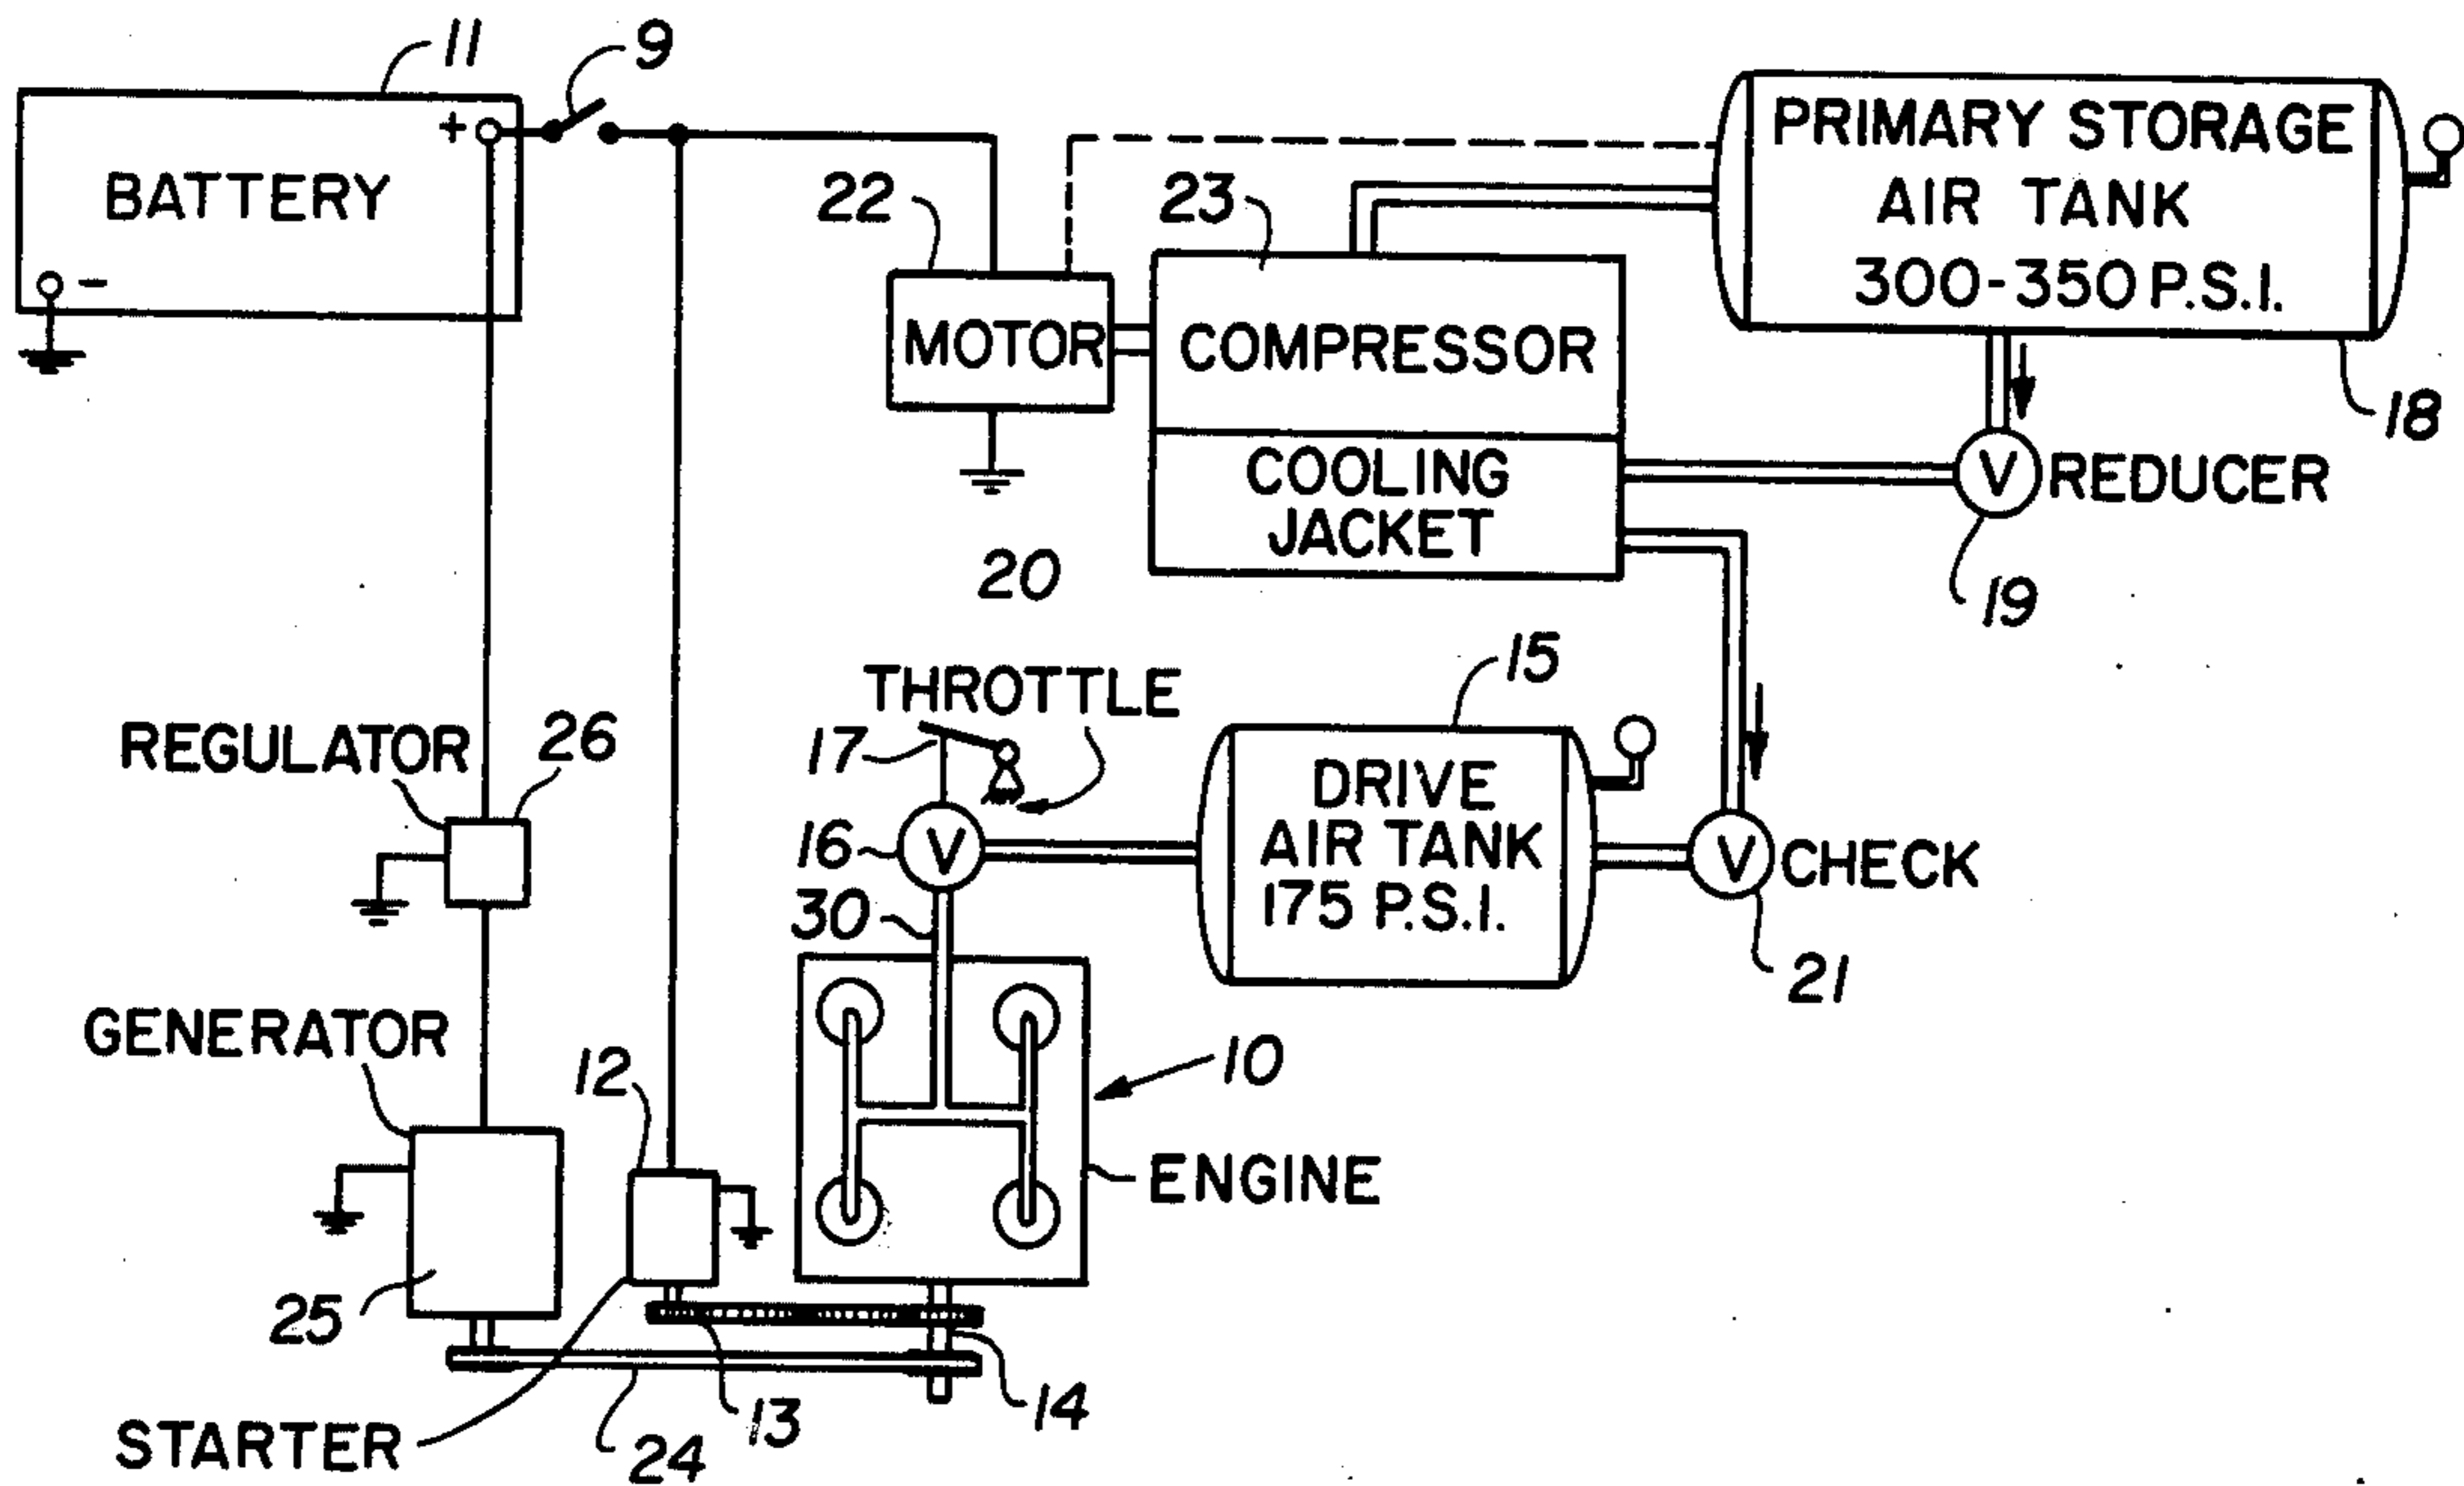 11
9
+
BATTERY
-
22
MOTOR
23
COMPRESSOR
COOLING
JACKET
20
PRIMARY STORAGE
AIR TANK
300-350 P.S.I.
18
V REDUCER
19
THROTTLE
17
15
DRIVE
AIR TANK
175 P.S.I.
16
V
V CHECK
21
30
REGULATOR
26
GENERATOR
12
10
ENGINE
25
STARTER
24
13
14